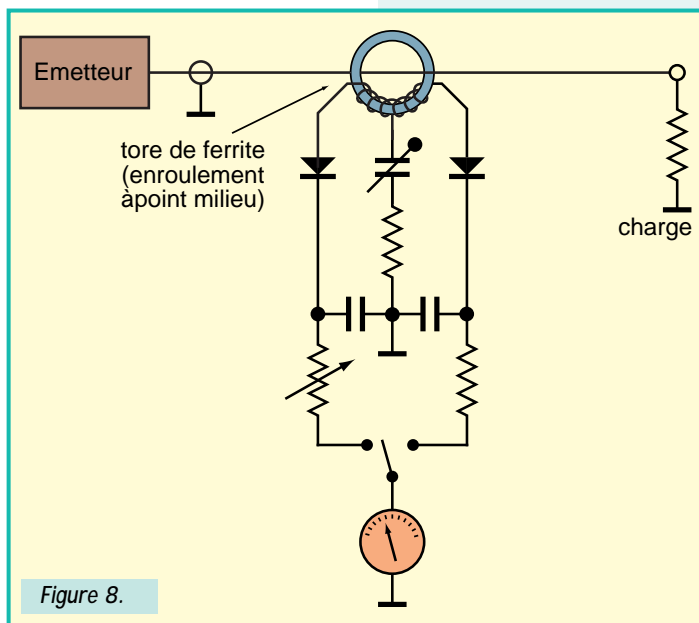 Emetteur
tore de ferrite
(enroulement
àpoint milieu)
charge
Figure 8.